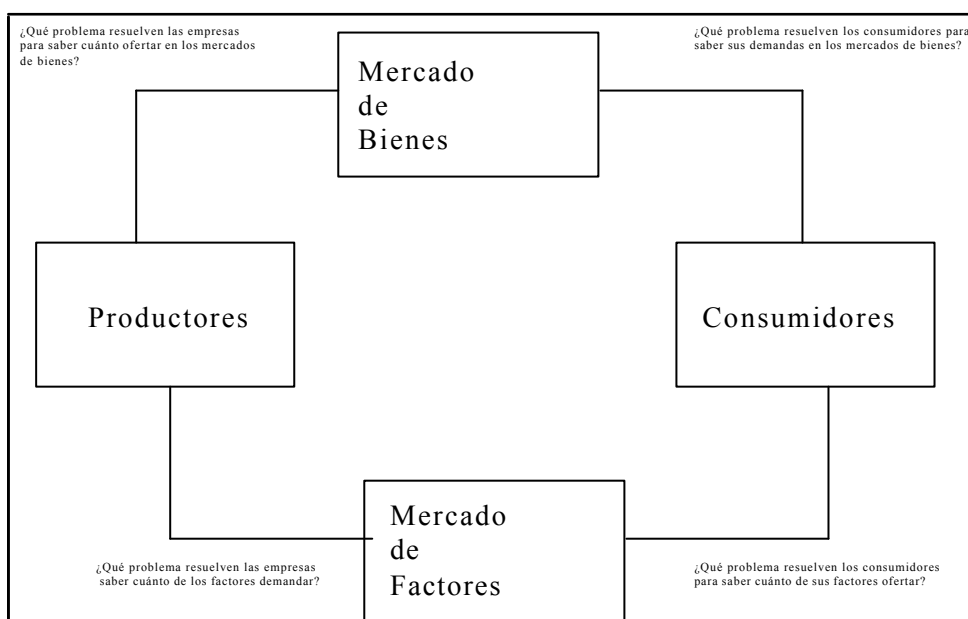 ¿Qué problema resuelven las empresas
para saber cuánto ofertar en los mercados
de bienes?
¿Qué problema resuelven los consumidores para
saber sus demandas en los mercados de bienes?
Mercado
de
Bienes
Productores
Consumidores
Mercado
de
Factores
¿Qué problema resuelven las empresas
saber cuánto de los factores demandar?
¿Qué problema resuelven los consumidores
para saber cuánto de sus factores ofertar?